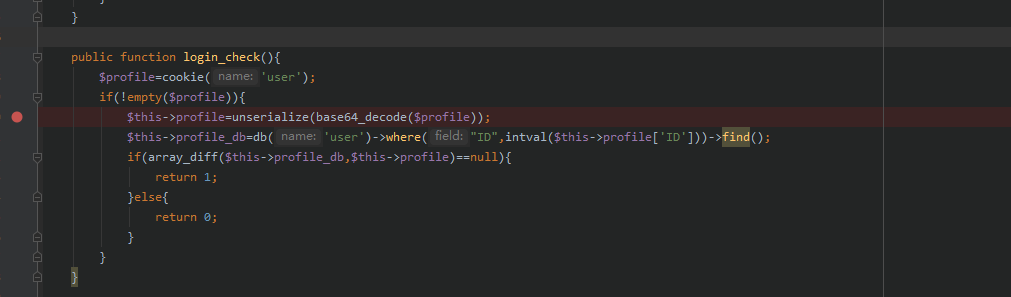 }
public function login_check(){
$profile=cookie( name: 'user');
if(!empty($profile)){
$this->profile=unserialize(base64_decode($profile));
$this->profile_db=db( name: 'user')->where( field: "ID",intval($this->profile['ID']))->find();
if(array_diff($this->profile_db,$this->profile)==null){
return 1;
}else{
return 0;
}
}
}